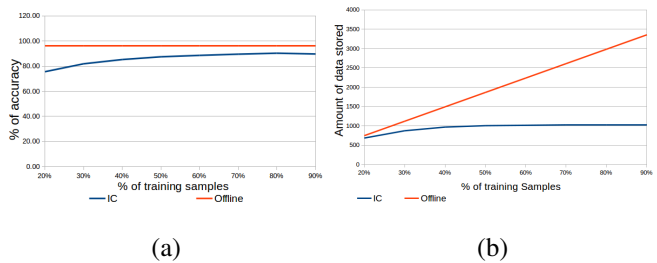 120.00
100.00
80.00
60.00
40.00
20.00
0.00
% of accuracy
20% 30% 40% 50% 60% 70% 80% 90%
% of training samples
IC Offline
(a)
4000
3500
3000
2500
2000
1500
1000
500
0
Amount of data stored
20% 30% 40% 50% 60% 70% 80% 90%
% of training Samples
IC Offline
(b)